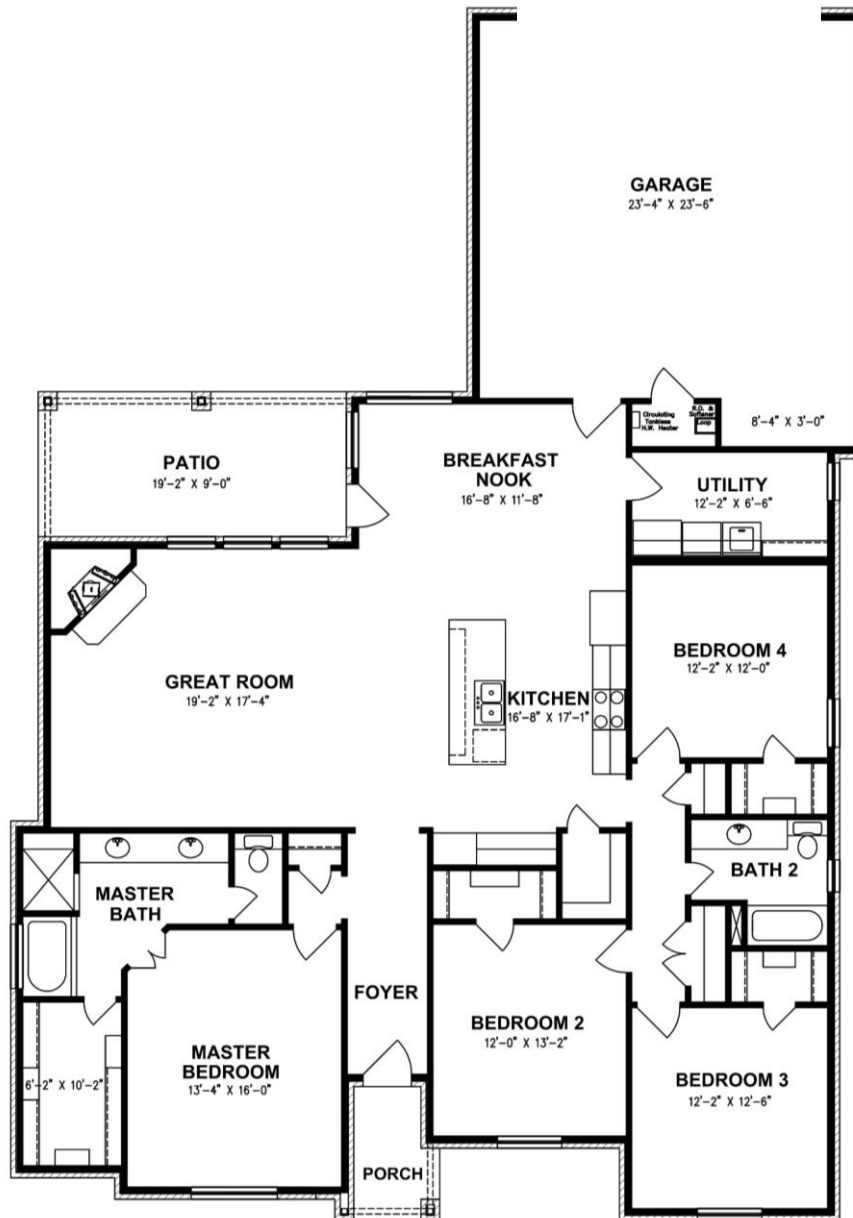 GARAGE
23'-4" X 23'-6"
Circulating
Tankless
H.W. Heater
R.O. &
Softener
Loop
8'-4" X 3'-0"
PATIO
19'-2" X 9'-0"
BREAKFAST
NOOK
16'-8" X 11'-8"
UTILITY
12'-2" X 6'-6"
BEDROOM 4
12'-2" X 12'-0"
GREAT ROOM
19'-2" X 17'-4"
KITCHEN
16'-8" X 17'-1"
MASTER
BATH
BATH 2
FOYER
BEDROOM 2
12'-0" X 13'-2"
MASTER
BEDROOM
13'-4" X 16'-0"
6'-2" X 10'-2"
BEDROOM 3
12'-2" X 12'-6"
PORCH